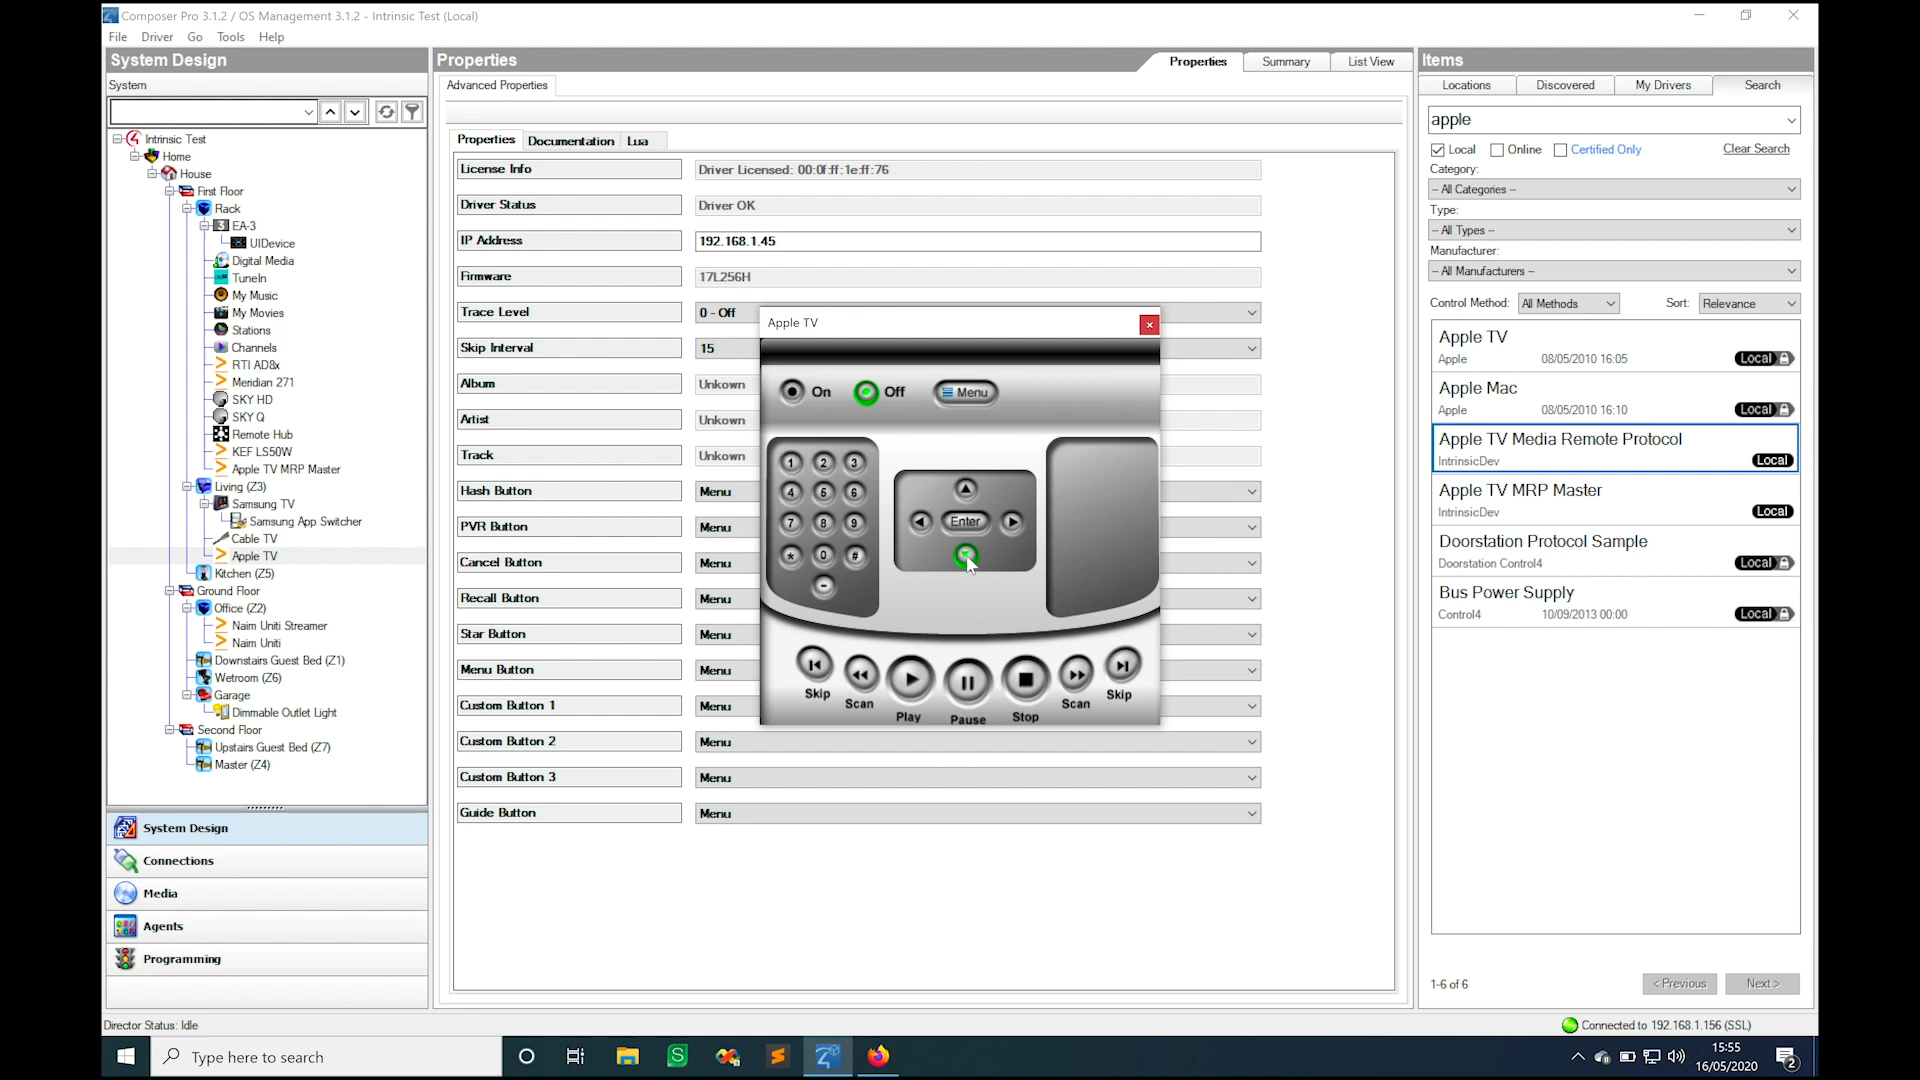 Composer Pro 3.1.2 / OS Management 3.1.2 - Intrinsic Test (Local)
File Driver Go Tools Help
System Design
System
Intrinsic Test
Home
House
First Floor
Rack
3 EA-3
UIDevice
Digital Media
TuneIn
My Music
My Movies
Stations
Channels
RTI AD8x
Meridian 271
SKY HD
SKY Q
Remote Hub
KEF LS50W
Apple TV MRP Master
Living (Z3)
Samsung TV
Samsung App Switcher
Cable TV
Apple TV
Kitchen (Z5)
Ground Floor
Office (Z2)
Naim Uniti Streamer
Naim Uniti
Downstairs Guest Bed (Z1)
Wetroom (Z6)
Garage
Dimmable Outlet Light
Second Floor
Upstairs Guest Bed (Z7)
Master (Z4)
System Design
Connections
Media
Agents
Programming
Director Status: Idle
Properties
Properties Summary List View
Advanced Properties
Properties Documentation Lua
License Info Driver Licensed: 00:0f:ff:1e:ff:76
Driver Status Driver OK
IP Address 192.168.1.45
Firmware 17L256H
Trace Level 0 - Off
Skip Interval 15
Album Unkown
Artist Unkown
Track Unkown
Hash Button Menu
PVR Button Menu
Cancel Button Menu
Recall Button Menu
Star Button Menu
Menu Button Menu
Custom Button 1 Menu
Custom Button 2 Menu
Custom Button 3 Menu
Guide Button Menu
Apple TV x
On Off Menu
1 2 3
4 5 6
7 8 9
* 0 #
-
Enter
Skip Scan Play Pause Stop Scan Skip
Items
Locations Discovered My Drivers Search
apple
Local Online Certified Only Clear Search
Category:
-- All Categories --
Type:
-- All Types --
Manufacturer:
-- All Manufacturers --
Control Method: All Methods Sort: Relevance
Apple TV
Apple 08/05/2010 16:05 Local
Apple Mac
Apple 08/05/2010 16:10 Local
Apple TV Media Remote Protocol
IntrinsicDev Local
Apple TV MRP Master
IntrinsicDev Local
Doorstation Protocol Sample
Doorstation Control4 Local
Bus Power Supply
Control4 10/09/2013 00:00 Local
1-6 of 6 < Previous Next >
Connected to 192.168.1.156 (SSL)
Type here to search
15:55
16/05/2020
2